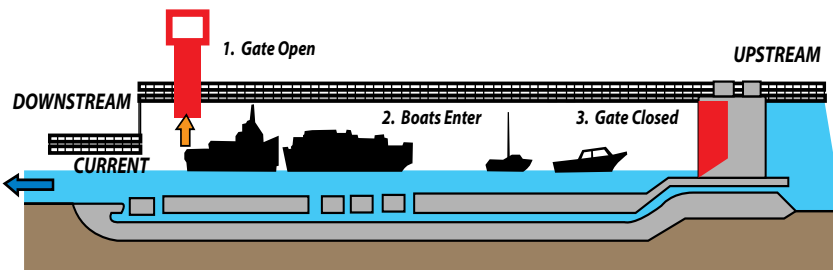 1. Gate Open
UPSTREAM
DOWNSTREAM
2. Boats Enter
3. Gate Closed
CURRENT